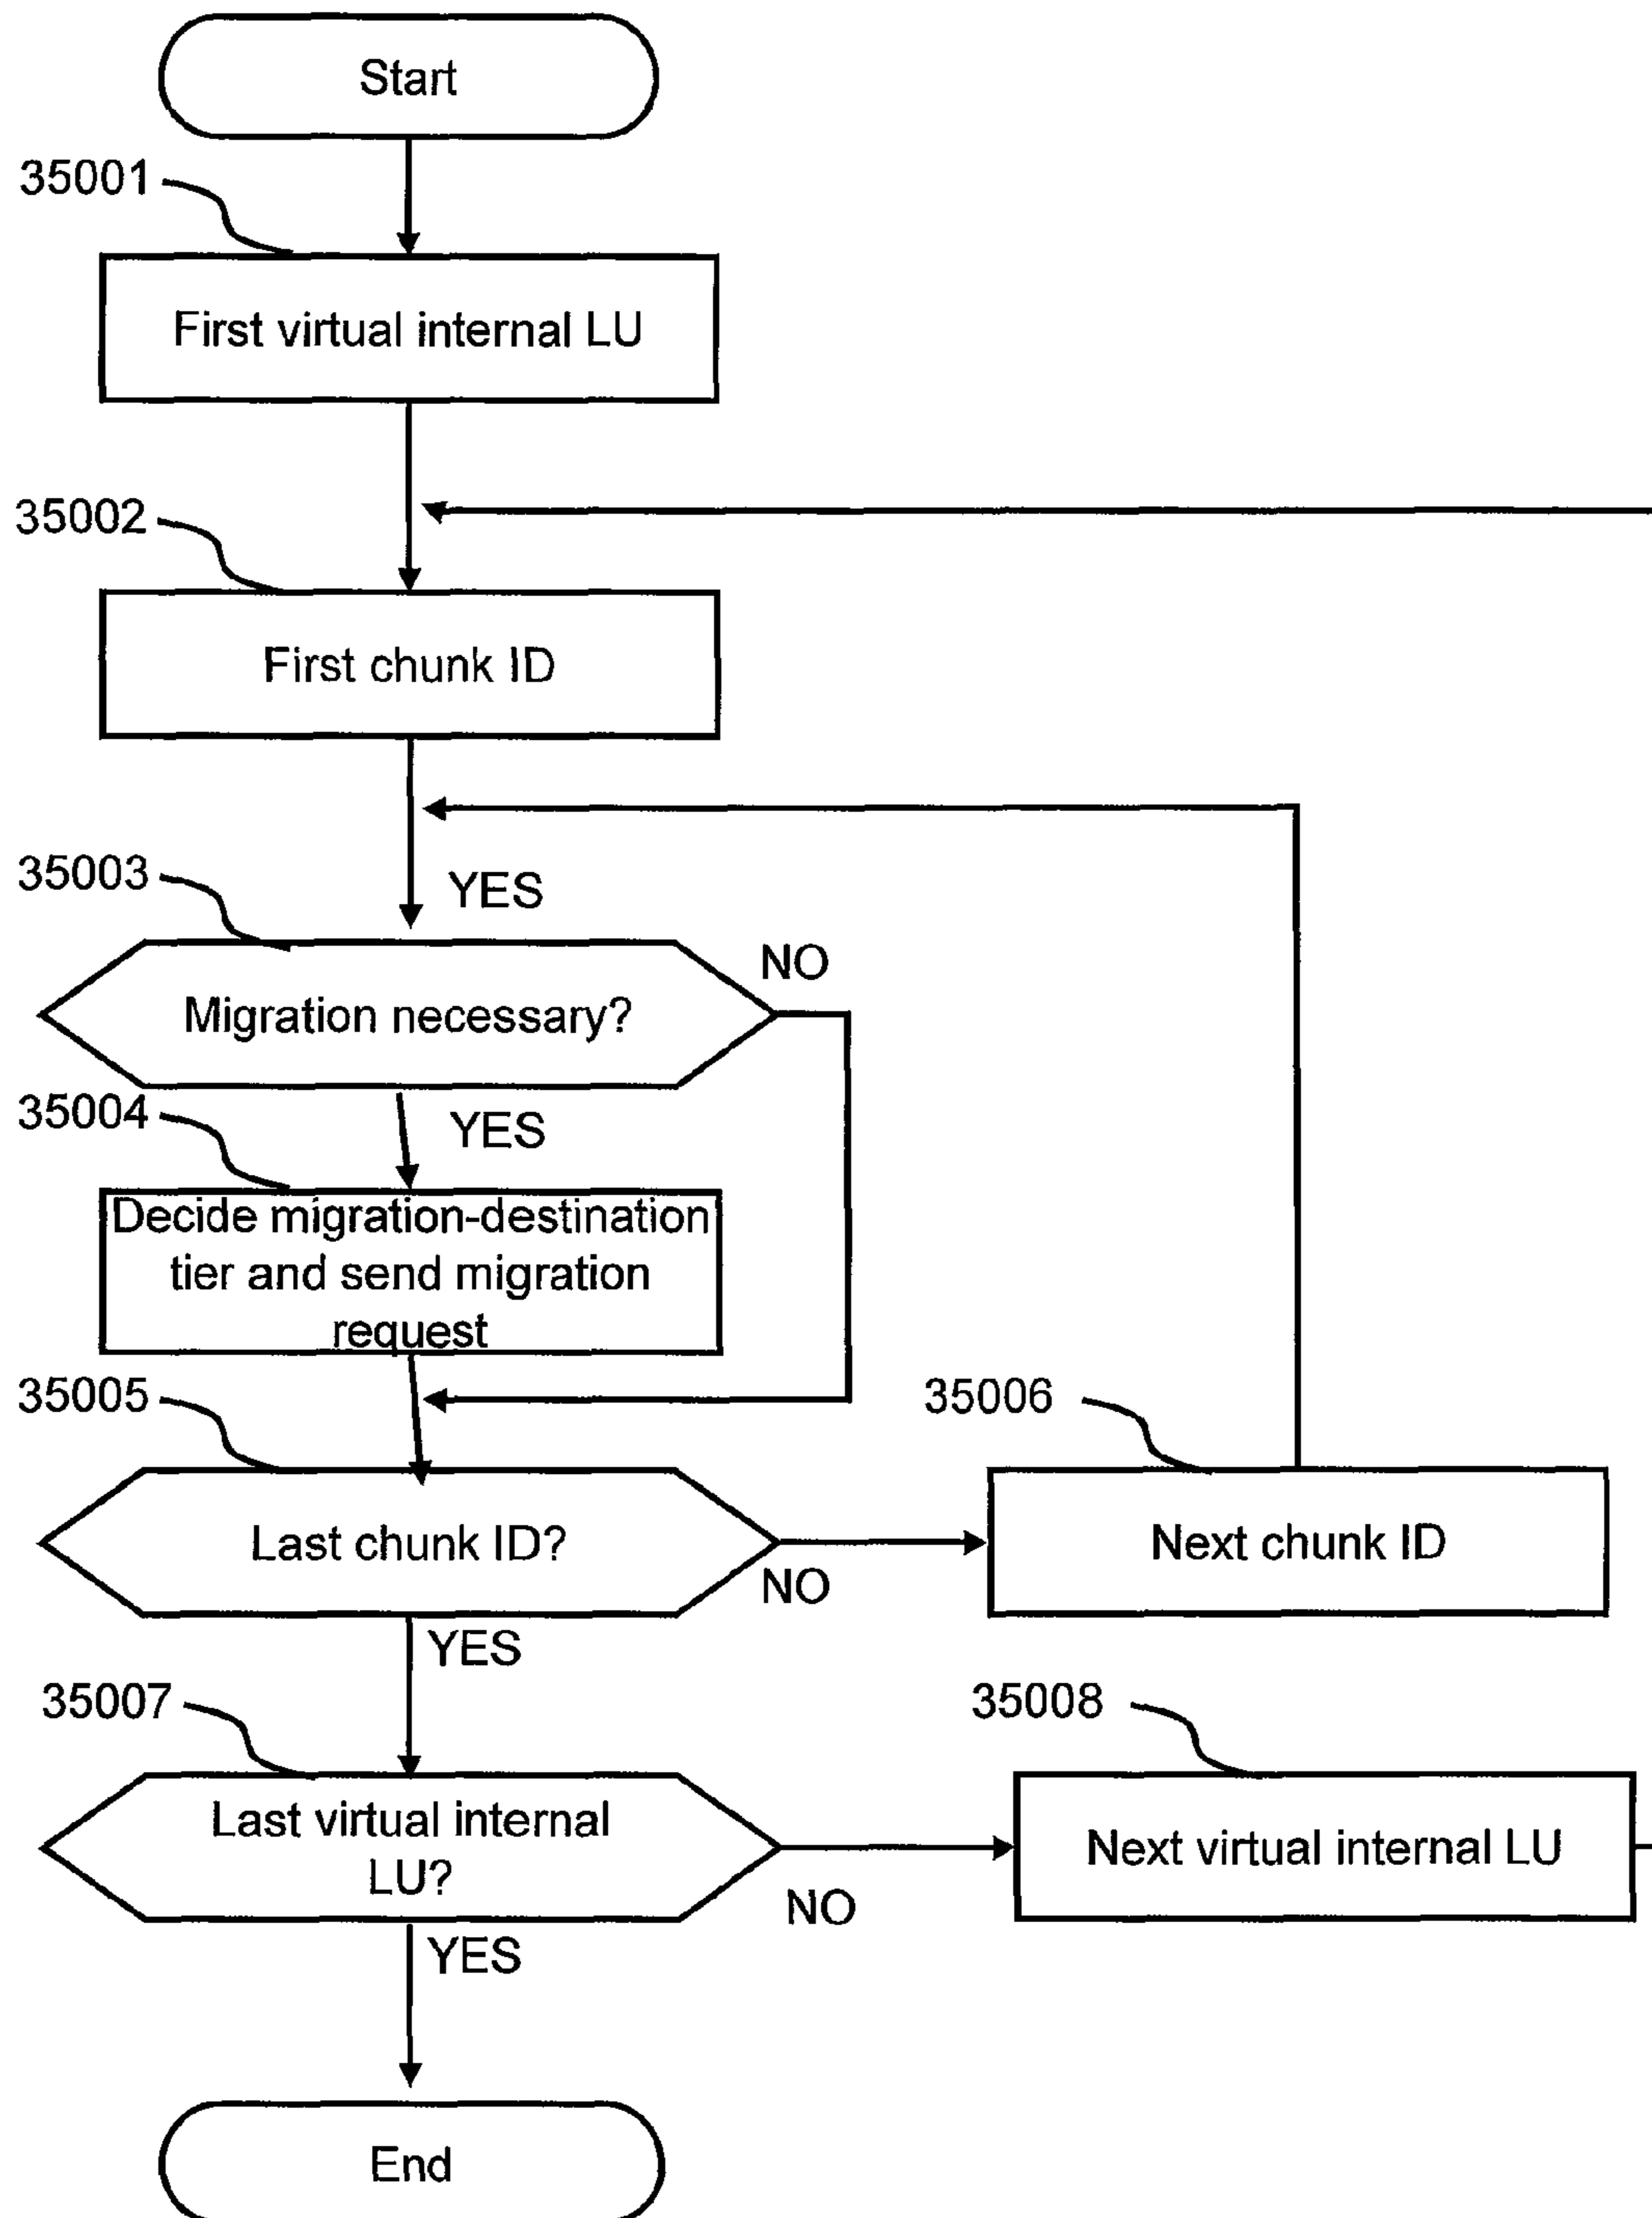 Start
35001
First virtual internal LU
35002
First chunk ID
35003
YES
NO
Migration necessary?
35004
YES
Decide migration-destination
tier and send migration
request
35005
35006
Last chunk ID?
NO
Next chunk ID
YES
35007
35008
Last virtual internal
LU?
NO
Next virtual internal LU
YES
End